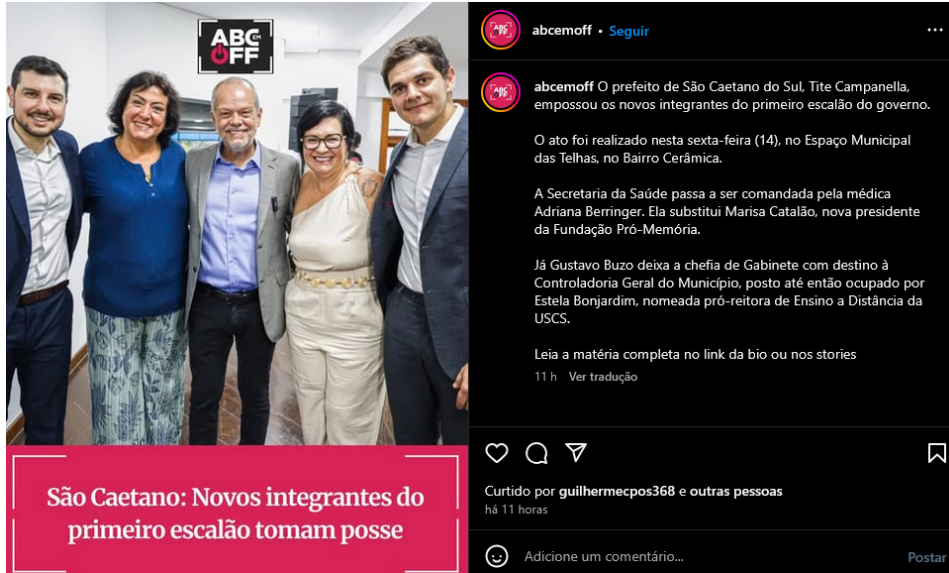 ABC
EM
OFF
São Caetano: Novos integrantes do
primeiro escalão tomam posse
ABC
EM
OFF
abcemoff • Seguir
ABC
EM
OFF
abcemoff O prefeito de São Caetano do Sul, Tite Campanella,
empossou os novos integrantes do primeiro escalão do governo.
O ato foi realizado nesta sexta-feira (14), no Espaço Municipal
das Telhas, no Bairro Cerâmica.
A Secretaria da Saúde passa a ser comandada pela médica
Adriana Berringer. Ela substitui Marisa Catalão, nova presidente
da Fundação Pró-Memória.
Já Gustavo Buzo deixa a chefia de Gabinete com destino à
Controladoria Geral do Município, posto até então ocupado por
Estela Bonjardim, nomeada pró-reitora de Ensino a Distância da
USCS.
Leia a matéria completa no link da bio ou nos stories
11 h Ver tradução
Curtido por guilhermecpos368 e outras pessoas
há 11 horas
Adicione um comentário...
Postar